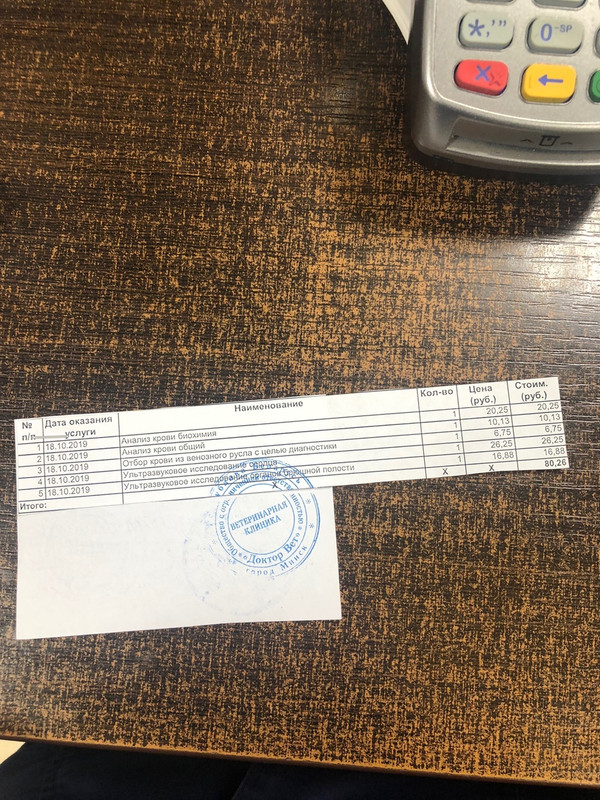 *,'"
0-SP
№ п/п Дата оказания услуги Наименование Кол-во Цена (руб.) Стоим. (руб.)
1 18.10.2019 Анализ крови биохимия 1 20,25 20,25
2 18.10.2019 Анализ крови общий 1 10,13 10,13
3 18.10.2019 Отбор крови из венозного русла с целью диагностики 1 6,75 6,75
4 18.10.2019 Ультразвуковое исследование 1 26,25 26,25
5 18.10.2019 Ультразвуковое исследование брюшной полости 1 16,88 16,88
Итого: X X X 80,26
Общество с
ВЕТЕРИНАРНАЯ
КЛИНИКА
"Доктор Вет"
город Минск